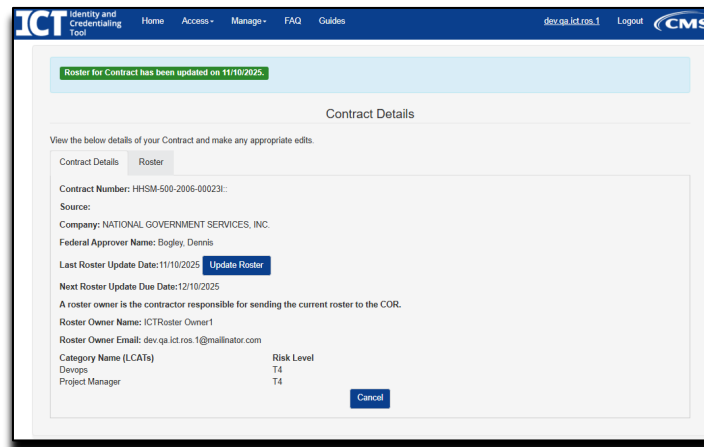 ICT Identity and Credentialing Tool
Home Access Manage FAQ Guides dev.qa.ict.ros.1 Logout CMS
Roster for Contract has been updated on 11/10/2025.
Contract Details
View the below details of your Contract and make any appropriate edits.
Contract Details Roster
Contract Number: HHSM-500-2006-00023I::
Source:
Company: NATIONAL GOVERNMENT SERVICES, INC.
Federal Approver Name: Bogley, Dennis
Last Roster Update Date:11/10/2025 Update Roster
Next Roster Update Due Date:12/10/2025
A roster owner is the contractor responsible for sending the current roster to the COR.
Roster Owner Name: ICTRoster Owner1
Roster Owner Email: dev.qa.ict.ros.1@mailinator.com
Category Name (LCATs) Risk Level
Devops T4
Project Manager T4
Cancel